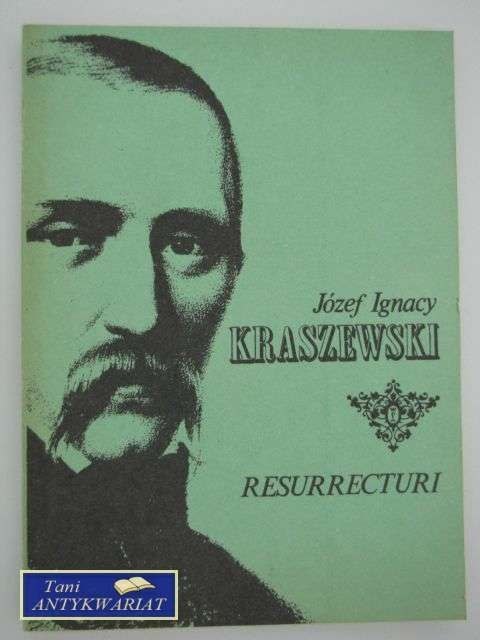 Józef Ignacy
KRASZEWSKI
RESURRECTURI
Tani
ANTYKWARIAT